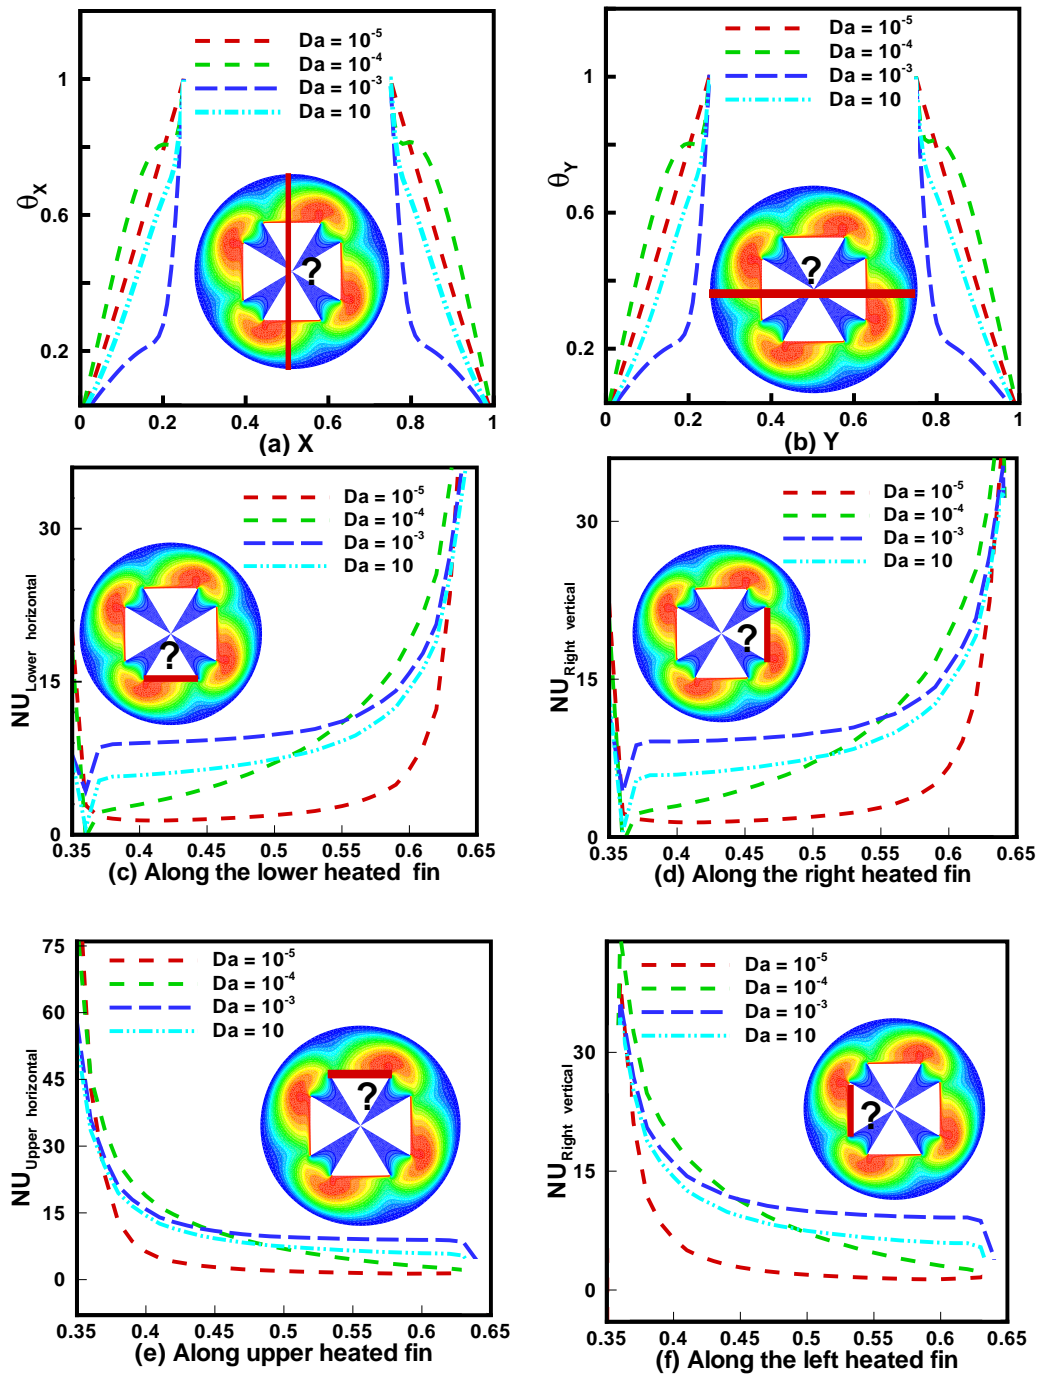 Da = 10⁻⁵
Da = 10⁻⁴
Da = 10⁻³
Da = 10
1
0.6
0.2
θX
?
0 0.2 0.4 0.6 0.8 1
(a) X
Da = 10⁻⁵
Da = 10⁻⁴
Da = 10⁻³
Da = 10
1
0.6
0.2
θY
?
0 0.2 0.4 0.6 0.8 1
(b) Y
Da = 10⁻⁵
Da = 10⁻⁴
Da = 10⁻³
Da = 10
30
15
0
NU Lower horizontal
?
0.35 0.4 0.45 0.5 0.55 0.6 0.65
(c) Along the lower heated fin
Da = 10⁻⁵
Da = 10⁻⁴
Da = 10⁻³
Da = 10
30
15
0
NU Right vertical
?
0.35 0.4 0.45 0.5 0.55 0.6 0.65
(d) Along the right heated fin
Da = 10⁻⁵
Da = 10⁻⁴
Da = 10⁻³
Da = 10
75
60
45
30
15
0
NU Upper horizontal
?
0.35 0.4 0.45 0.5 0.55 0.6 0.65
(e) Along upper heated fin
Da = 10⁻⁵
Da = 10⁻⁴
Da = 10⁻³
Da = 10
30
15
0
NU Right vertical
?
0.35 0.4 0.45 0.5 0.55 0.6 0.65
(f) Along the left heated fin